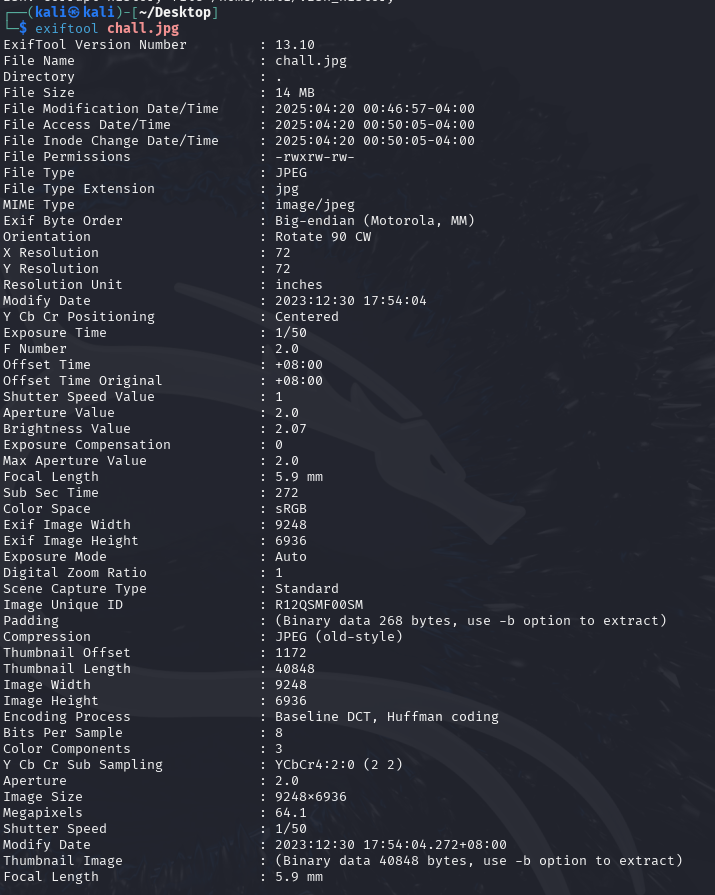 ┌──(kali㉿kali)-[~/Desktop]
└─$ exiftool chall.jpg
ExifTool Version Number : 13.10
File Name : chall.jpg
Directory : .
File Size : 14 MB
File Modification Date/Time : 2025:04:20 00:46:57-04:00
File Access Date/Time : 2025:04:20 00:50:05-04:00
File Inode Change Date/Time : 2025:04:20 00:50:05-04:00
File Permissions : -rwxrw-rw-
File Type : JPEG
File Type Extension : jpg
MIME Type : image/jpeg
Exif Byte Order : Big-endian (Motorola, MM)
Orientation : Rotate 90 CW
X Resolution : 72
Y Resolution : 72
Resolution Unit : inches
Modify Date : 2023:12:30 17:54:04
Y Cb Cr Positioning : Centered
Exposure Time : 1/50
F Number : 2.0
Offset Time : +08:00
Offset Time Original : +08:00
Shutter Speed Value : 1
Aperture Value : 2.0
Brightness Value : 2.07
Exposure Compensation : 0
Max Aperture Value : 2.0
Focal Length : 5.9 mm
Sub Sec Time : 272
Color Space : sRGB
Exif Image Width : 9248
Exif Image Height : 6936
Exposure Mode : Auto
Digital Zoom Ratio : 1
Scene Capture Type : Standard
Image Unique ID : R12QSMF00SM
Padding : (Binary data 268 bytes, use -b option to extract)
Compression : JPEG (old-style)
Thumbnail Offset : 1172
Thumbnail Length : 40848
Image Width : 9248
Image Height : 6936
Encoding Process : Baseline DCT, Huffman coding
Bits Per Sample : 8
Color Components : 3
Y Cb Cr Sub Sampling : YCbCr4:2:0 (2 2)
Aperture : 2.0
Image Size : 9248×6936
Megapixels : 64.1
Shutter Speed : 1/50
Modify Date : 2023:12:30 17:54:04.272+08:00
Thumbnail Image : (Binary data 40848 bytes, use -b option to extract)
Focal Length : 5.9 mm